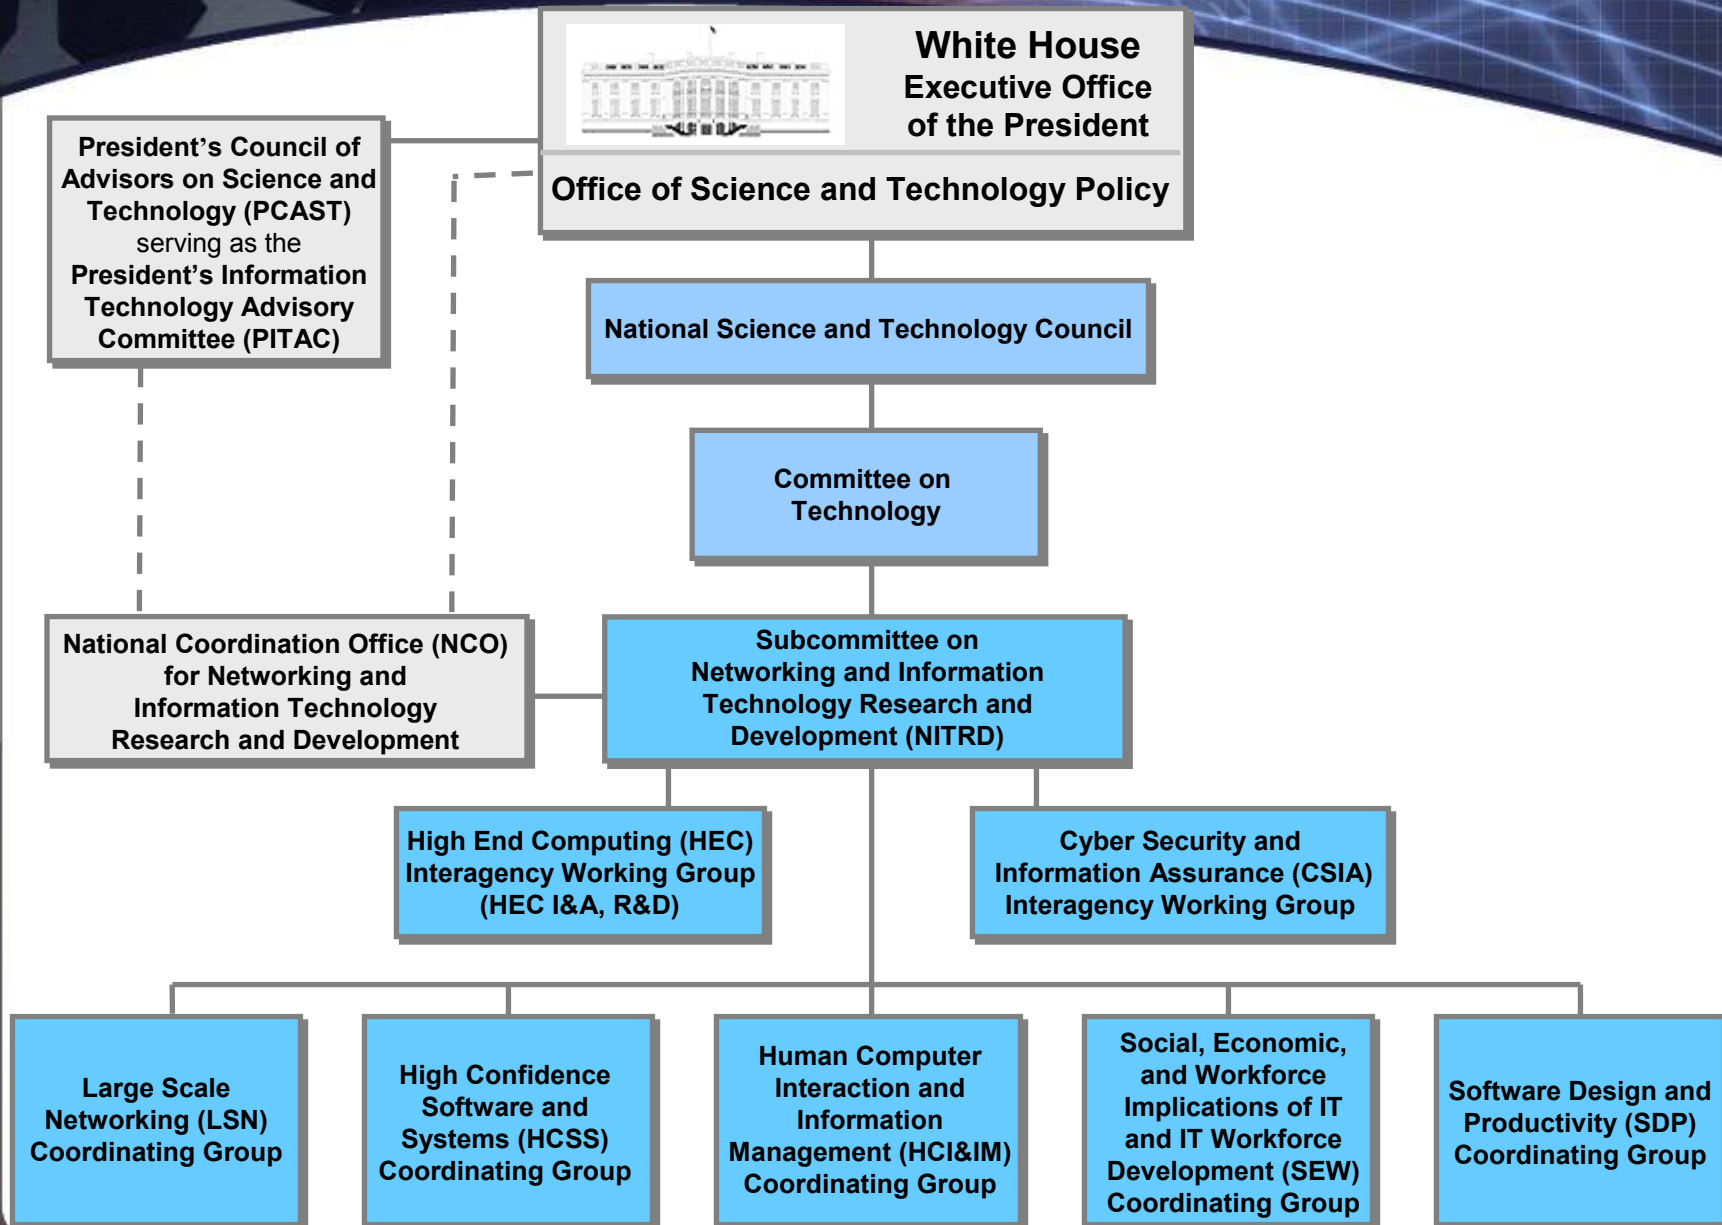 White House
Executive Office
of the President
Office of Science and Technology Policy
President’s Council of
Advisors on Science and
Technology (PCAST)
serving as the
President’s Information
Technology Advisory
Committee (PITAC)
National Science and Technology Council
Committee on
Technology
National Coordination Office (NCO)
for Networking and
Information Technology
Research and Development
Subcommittee on
Networking and Information
Technology Research and
Development (NITRD)
High End Computing (HEC)
Interagency Working Group
(HEC I&A, R&D)
Cyber Security and
Information Assurance (CSIA)
Interagency Working Group
Large Scale
Networking (LSN)
Coordinating Group
High Confidence
Software and
Systems (HCSS)
Coordinating Group
Human Computer
Interaction and
Information
Management (HCI&IM)
Coordinating Group
Social, Economic,
and Workforce
Implications of IT
and IT Workforce
Development (SEW)
Coordinating Group
Software Design and
Productivity (SDP)
Coordinating Group